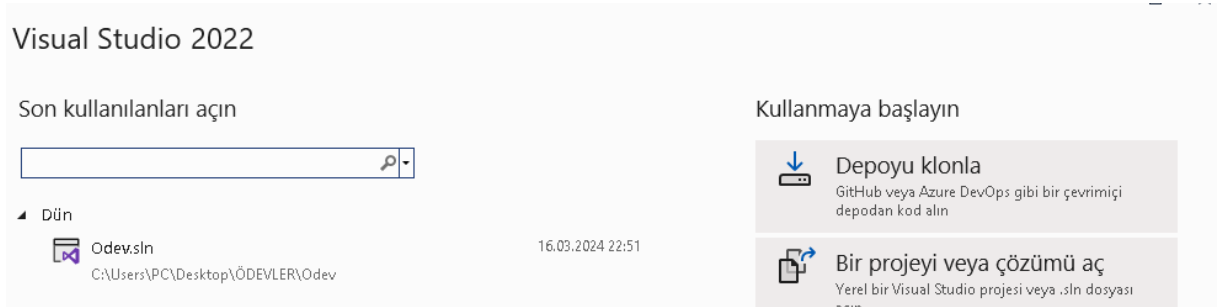 Visual Studio 2022
Son kullanılanları açın
Dün
Odev.sln
16.03.2024 22:51
C:\Users\PC\Desktop\ÖDEVLER\Odev
Kullanmaya başlayın
Depoyu klonla
GitHub veya Azure DevOps gibi bir çevrimiçi
depodan kod alın
Bir projeyi veya çözümü aç
Yerel bir Visual Studio projesi veya .sln dosyası